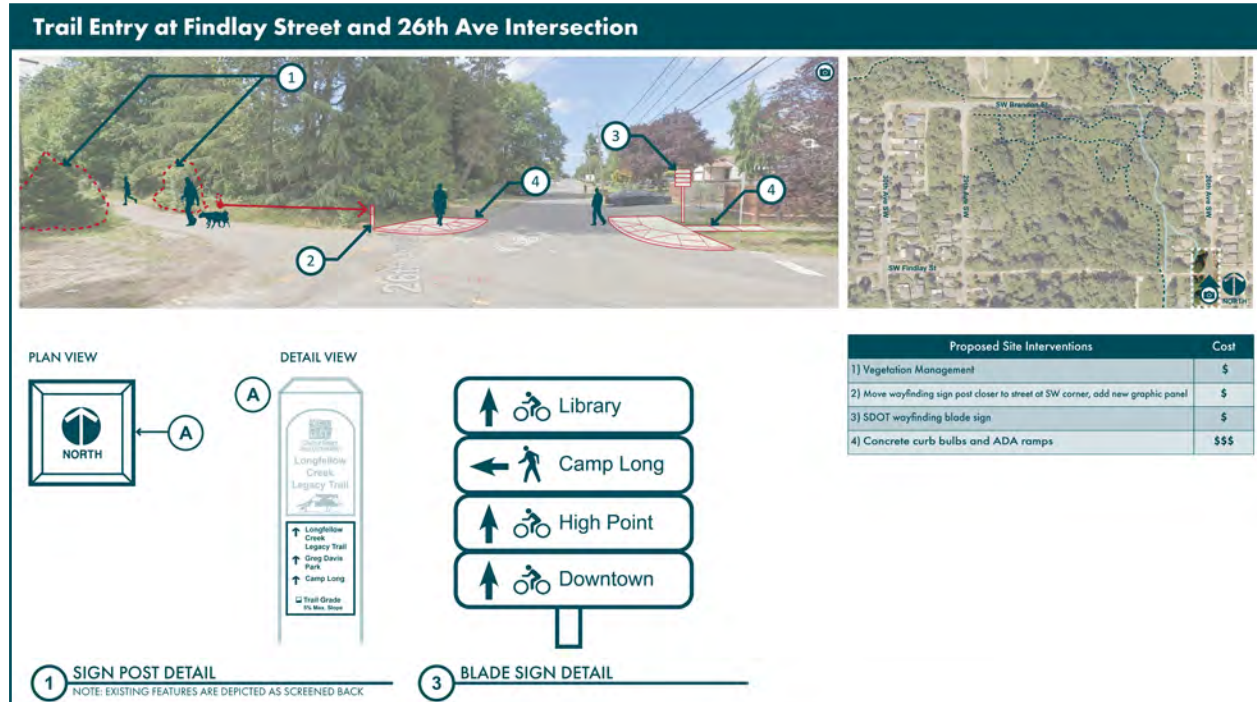 Trail Entry at Findlay Street and 26th Ave Intersection
1
3
4
4
2
26th
SW Brandon St
30th Ave SW
26th Ave SW
SW Findlay St
NORTH
PLAN VIEW
NORTH
A
DETAIL VIEW
A
Longfellow
Creek
Legacy Trail
Longfellow
Creek
Legacy Trail
Greg Davis
Park
Camp Long
Trail Grade
5% Max. Slope
Library
Camp Long
High Point
Downtown
Proposed Site Interventions Cost
1) Vegetation Management $
2) Move wayfinding sign post closer to street at SW corner, add new graphic panel $
3) SDOT wayfinding blade sign $
4) Concrete curb bulbs and ADA ramps $$$
1 SIGN POST DETAIL
NOTE: EXISTING FEATURES ARE DEPICTED AS SCREENED BACK
3 BLADE SIGN DETAIL